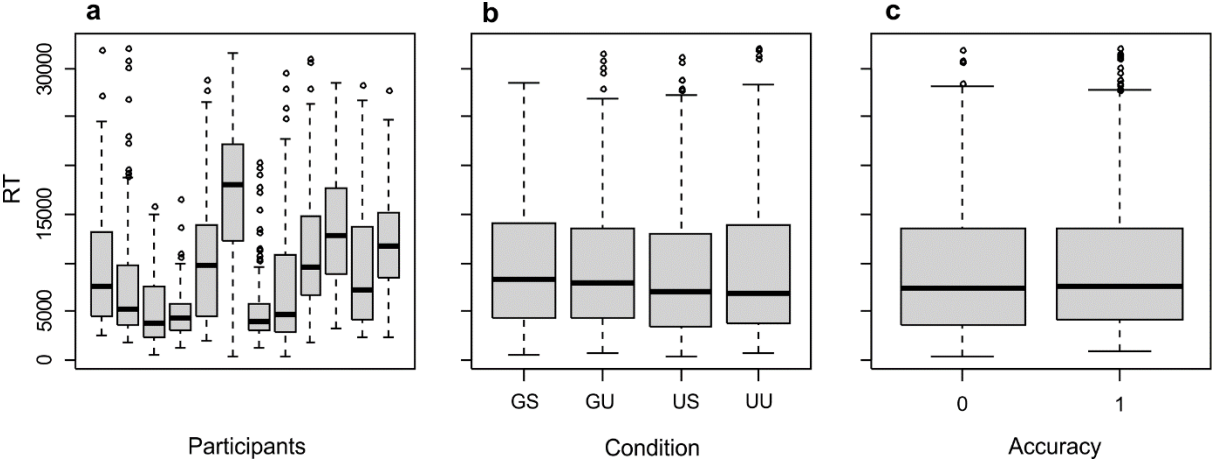 a
b
c
RT
30000
15000
5000
0
GS GU US UU
0 1
Participants
Condition
Accuracy